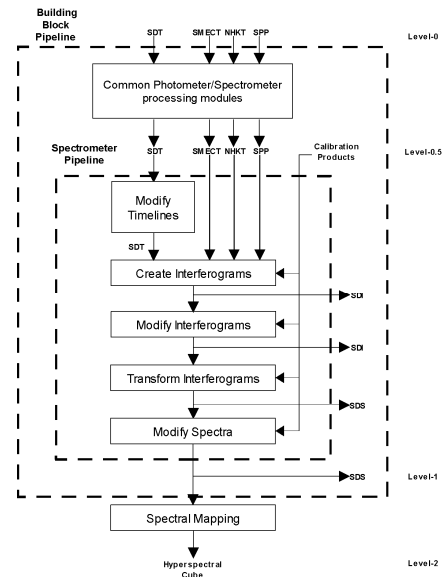 Building
Block
Pipeline
SDT SMECT NHKT SPP
Level-0
Common Photometer/Spectrometer
processing modules
SDT SMECT NHKT SPP
Calibration
Products
Level-0.5
Spectrometer
Pipeline
Modify
Timelines
SDT
Create Interferograms
SDI
Modify Interferograms
SDI
Transform Interferograms
SDS
Modify Spectra
SDS
Level-1
Spectral Mapping
Hyperspectral
Cube
Level-2